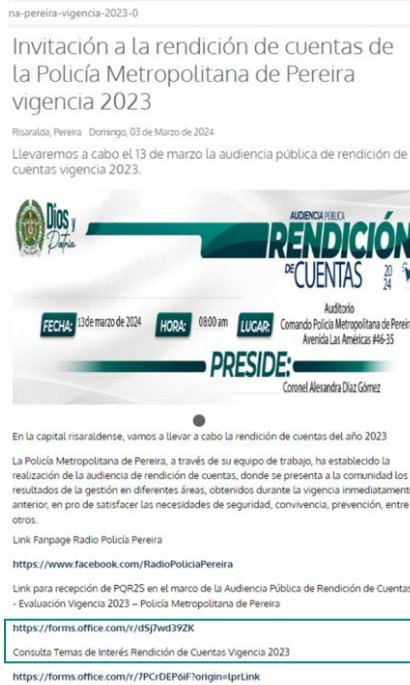 na-pereira-vigencia-2023-0
Invitación a la rendición de cuentas de
la Policía Metropolitana de Pereira
vigencia 2023
Risaralda, Pereira Domingo, 03 de Marzo de 2024
Llevaremos a cabo el 13 de marzo la audiencia pública de rendición de
cuentas vigencia 2023.
Dios y
Patria
AUDIENCIA PÚBLICA
RENDICIÓN
DE CUENTAS 20
24
FECHA: 13 de marzo de 2024 HORA: 08:00 am LUGAR: Auditorio
Comando Policía Metropolitana de Pereir
Avenida Las Américas #46-35
PRESIDE:
Coronel Alexandra Díaz Gómez
En la capital risaraldense, vamos a llevar a cabo la rendición de cuentas del año 2023
La Policía Metropolitana de Pereira, a través de su equipo de trabajo, ha establecido la
realización de la audiencia de rendición de cuentas, donde se presenta a la comunidad los
resultados de la gestión en diferentes áreas, obtenidos durante la vigencia inmediatament
anterior, en pro de satisfacer las necesidades de seguridad, convivencia, prevención, entre
otros.
Link Fanpage Radio Policía Pereira
https://www.facebook.com/RadioPoliciaPereira
Link para recepción de PQR2S en el marco de la Audiencia Pública de Rendición de Cuentas
- Evaluación Vigencia 2023 – Policía Metropolitana de Pereira
https://forms.office.com/r/dSj7wd39ZK
Consulta Temas de Interés Rendición de Cuentas Vigencia 2023
https://forms.office.com/r/7PCrDEP6iF?origin=lprLink